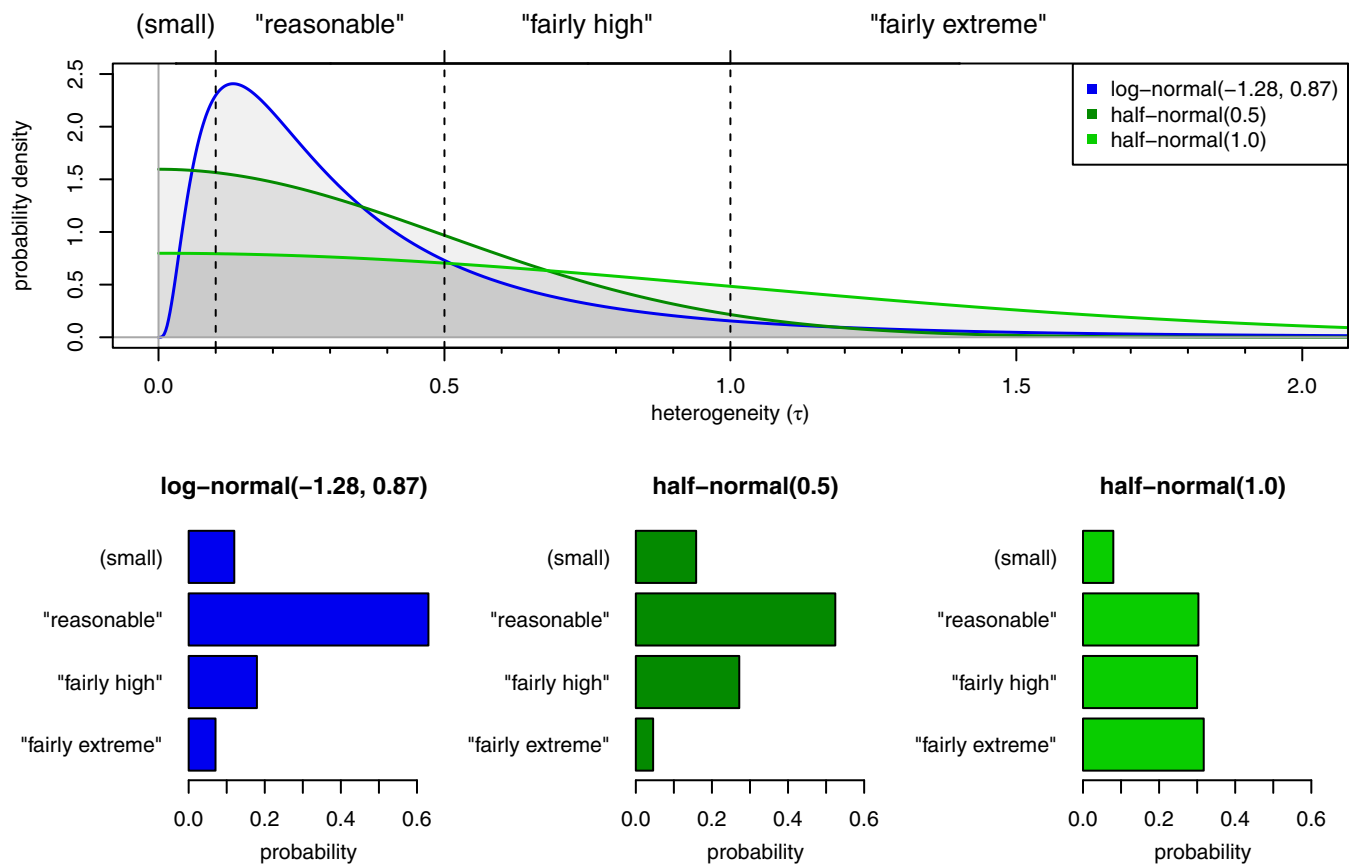 (small) "reasonable" "fairly high" "fairly extreme"
log−normal(−1.28, 0.87)
half−normal(0.5)
half−normal(1.0)
probability density
2.5
2.0
1.5
1.0
0.5
0.0
0.0 0.5 1.0 1.5 2.0
heterogeneity (τ)
log−normal(−1.28, 0.87)
(small)
"reasonable"
"fairly high"
"fairly extreme"
0.0 0.2 0.4 0.6
probability
half−normal(0.5)
(small)
"reasonable"
"fairly high"
"fairly extreme"
0.0 0.2 0.4 0.6
probability
half−normal(1.0)
(small)
"reasonable"
"fairly high"
"fairly extreme"
0.0 0.2 0.4 0.6
probability